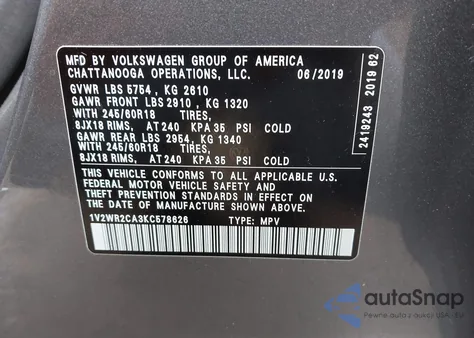 MFD BY VOLKSWAGEN GROUP OF AMERICA
CHATTANOOGA OPERATIONS, LLC. 06/2019
GVWR LBS 5754 , KG 2610
GAWR FRONT LBS 2910 , KG 1320
WITH 245/60R18 TIRES,
8JX18 RIMS, AT 240 KPA 35 PSI COLD
GAWR REAR LBS 2954 , KG 1340
WITH 245/60R18 TIRES,
8JX18 RIMS, AT 240 KPA 35 PSI COLD
THIS VEHICLE CONFORMS TO ALL APPLICABLE U.S.
FEDERAL MOTOR VEHICLE SAFETY AND BUMPER AND
THEFT PREVENTION STANDARDS IN EFFECT ON THE
DATE OF MANUFACTURE SHOWN ABOVE.
1V2WR2CA3KC578626 TYPE: MPV
2419243 2019 62
autoSnap